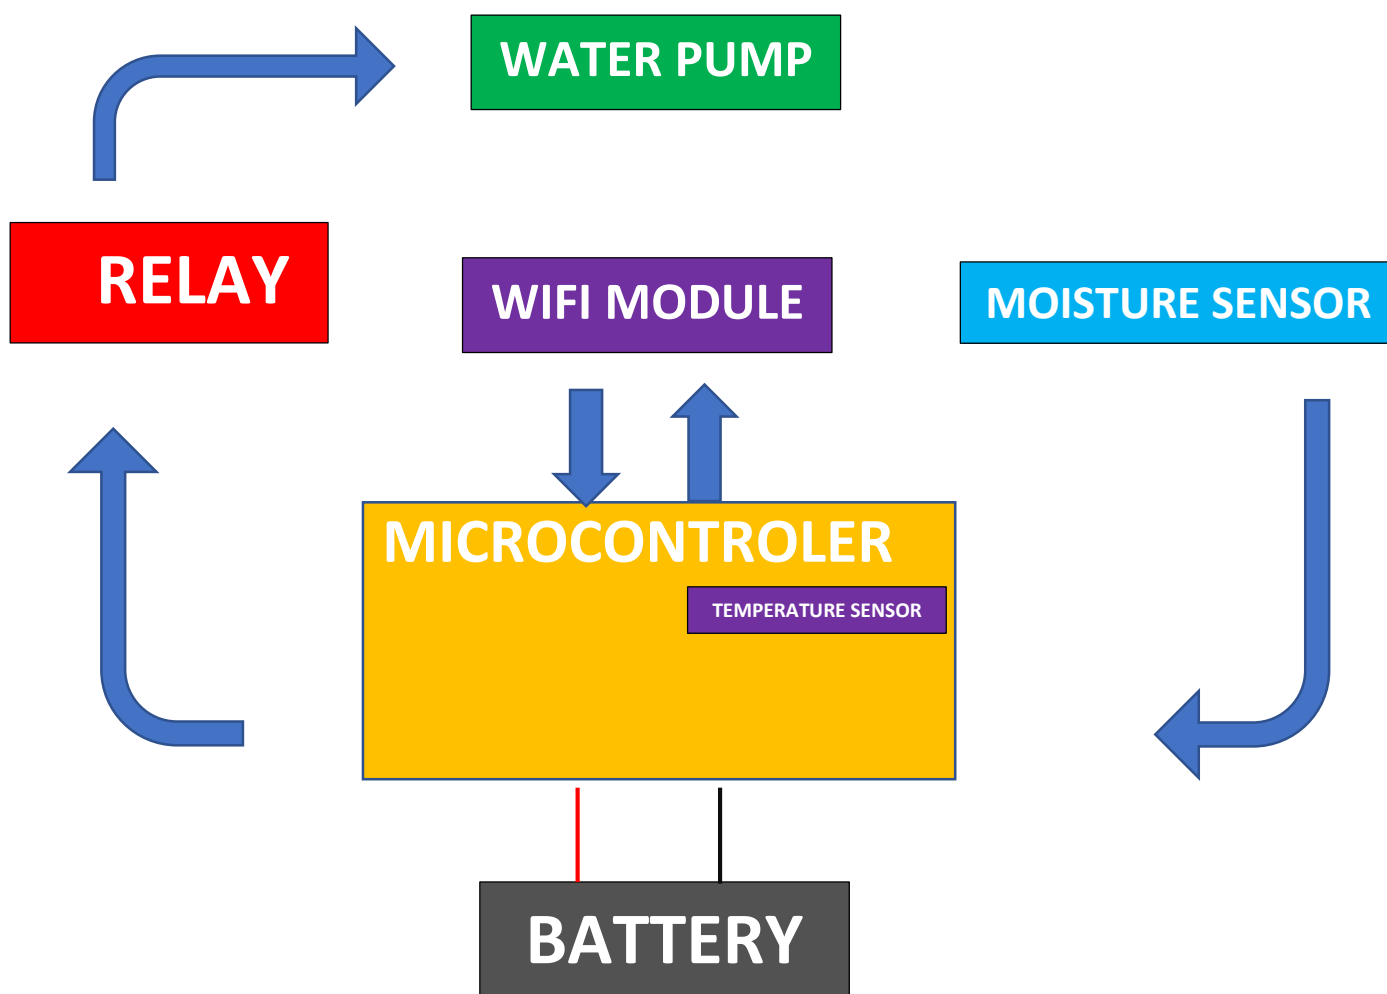 WATER PUMP
RELAY
WIFI MODULE
MOISTURE SENSOR
MICROCONTROLER
TEMPERATURE SENSOR
BATTERY